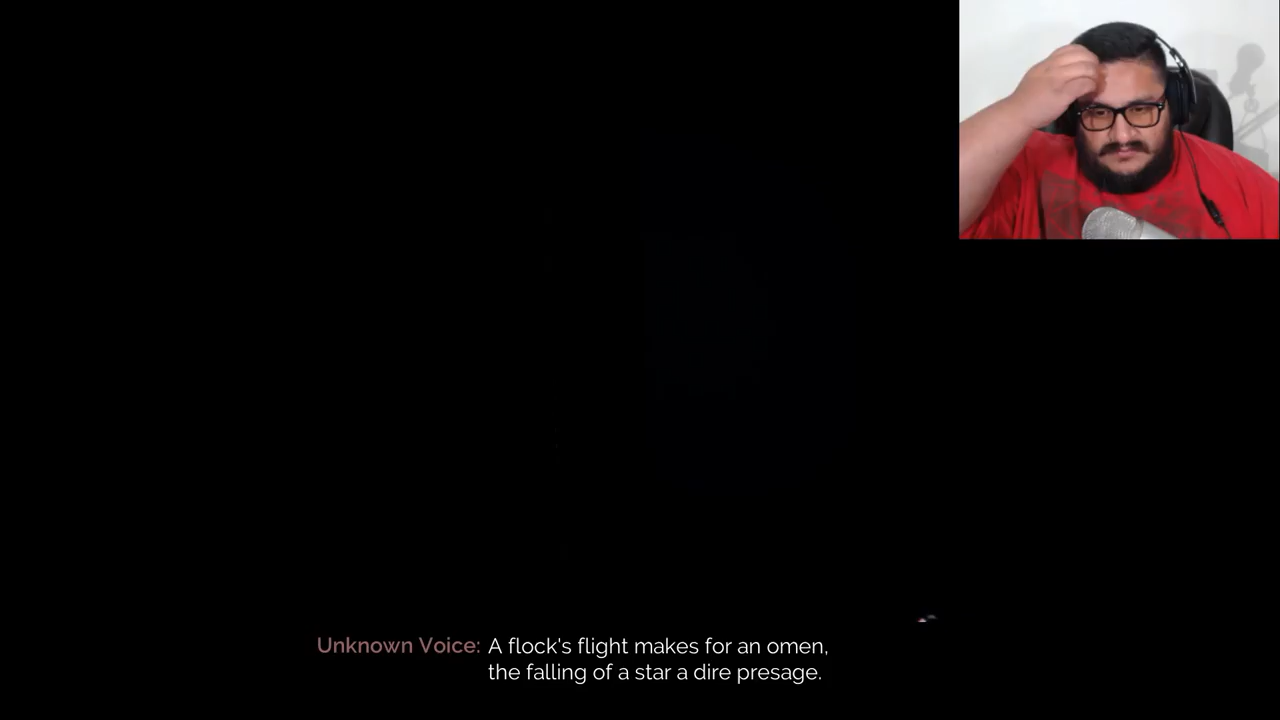 Unknown Voice: A flock's flight makes for an omen,
the falling of a star a dire presage.